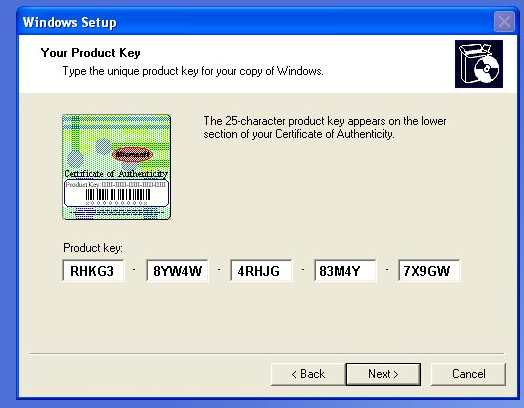 Windows Setup
Your Product Key
Type the unique product key for your copy of Windows.
The 25-character product key appears on the lower
section of your Certificate of Authenticity.
Microsoft
Certificate of Authenticity
Product Key:
Product key:
RHKG3 - 8YW4W - 4RHJG - 83M4Y - 7X9GW
< Back
Next >
Cancel